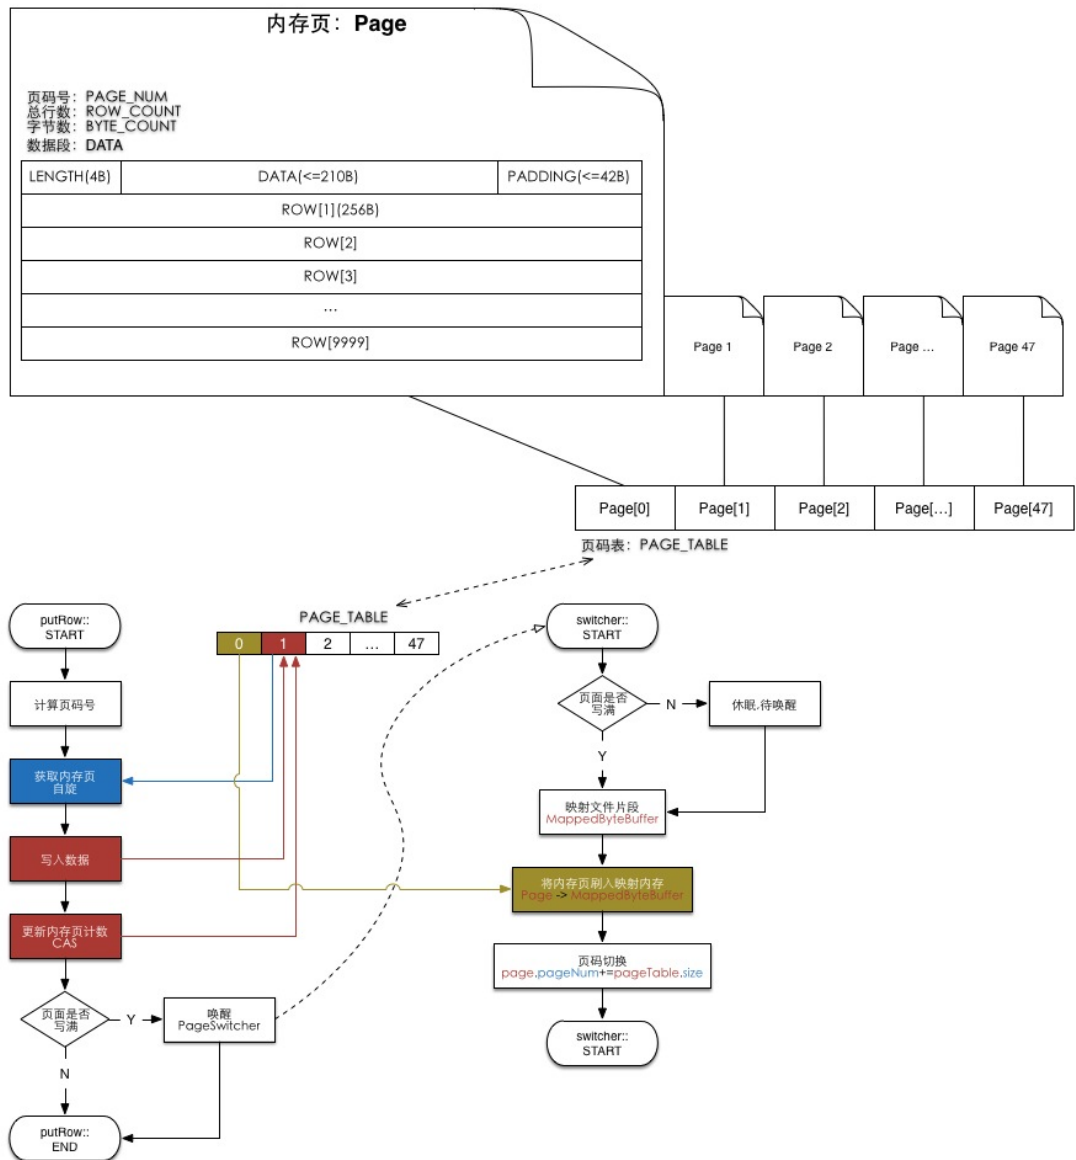 内存页：Page
页码号：PAGE_NUM
总行数：ROW_COUNT
字节数：BYTE_COUNT
数据段：DATA
LENGTH(4B) DATA(<=210B) PADDING(<=42B)
ROW[1](256B)
ROW[2]
ROW[3]
...
ROW[9999]
Page 1 Page 2 Page ... Page 47
Page[0] Page[1] Page[2] Page[...] Page[47]
页码表：PAGE_TABLE
PAGE_TABLE
0 1 2 ... 47
putRow::
START
计算页码号
获取内存页
自旋
写入数据
更新内存页计数
CAS
页面是否
写满
Y
唤醒
PageSwitcher
N
putRow::
END
switcher::
START
页面是否
写满
N
休眠,待唤醒
Y
映射文件片段
MappedByteBuffer
将内存页刷入映射内存
Page -> MappedByteBuffer
页码切换
page.pageNum+=pageTable.size
switcher::
START